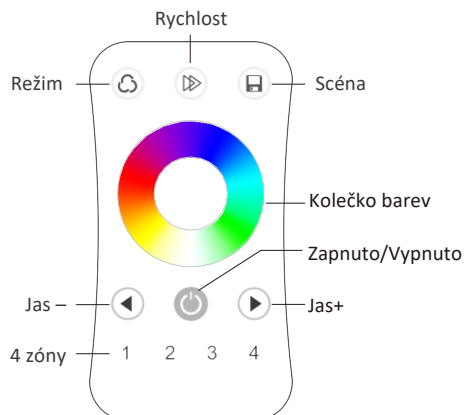 Rychlost
Režim
Scéna
Kolečko barev
Zapnuto/Vypnuto
Jas –
Jas+
4 zóny 1 2 3 4